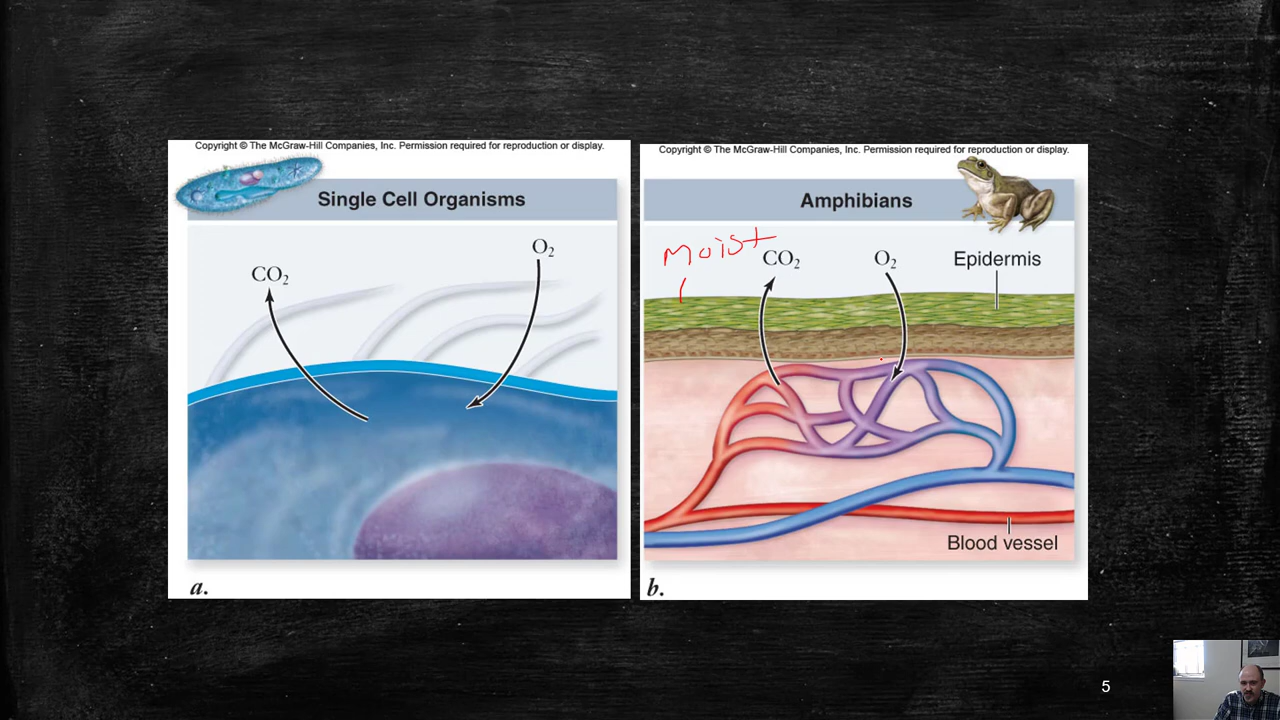 Copyright © The McGraw-Hill Companies, Inc. Permission required for reproduction or display.
Single Cell Organisms
O₂
CO₂
a.
Copyright © The McGraw-Hill Companies, Inc. Permission required for reproduction or display.
Amphibians
Moist
CO₂ O₂ Epidermis
Blood vessel
b.
5